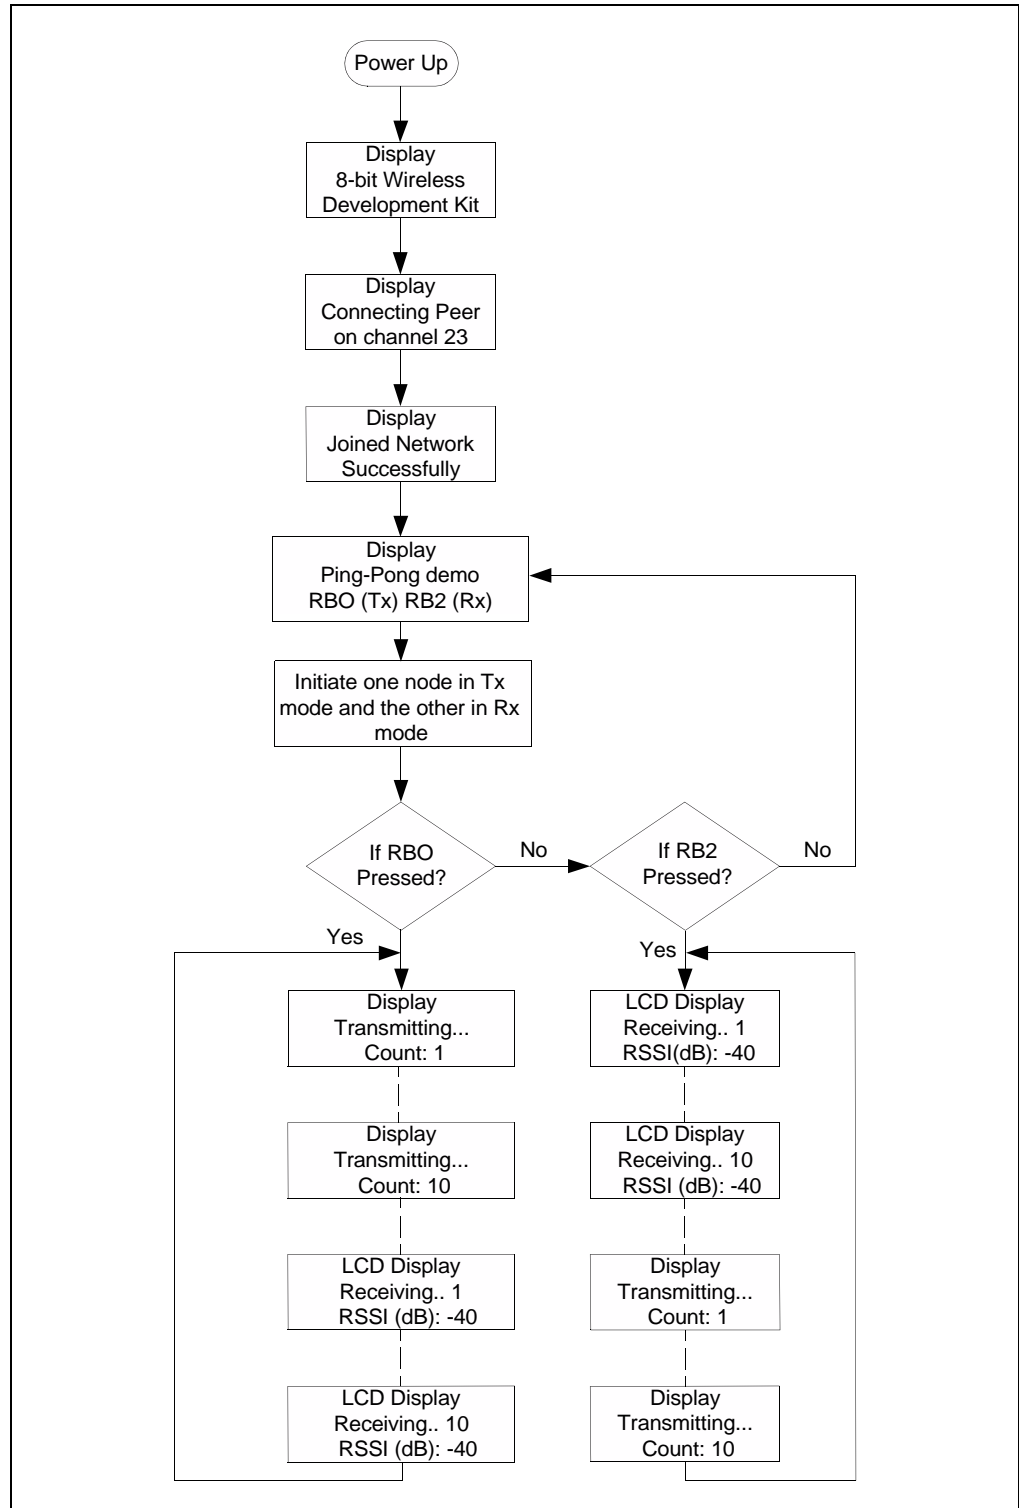 Power Up
Display
8-bit Wireless
Development Kit
Display
Connecting Peer
on channel 23
Display
Joined Network
Successfully
Display
Ping-Pong demo
RBO (Tx) RB2 (Rx)
Initiate one node in Tx
mode and the other in Rx
mode
If RBO
Pressed?
No
If RB2
Pressed?
No
Yes
Display
Transmitting...
Count: 1
Display
Transmitting...
Count: 10
LCD Display
Receiving.. 1
RSSI (dB): -40
LCD Display
Receiving.. 10
RSSI (dB): -40
Yes
LCD Display
Receiving.. 1
RSSI(dB): -40
LCD Display
Receiving.. 10
RSSI (dB): -40
Display
Transmitting...
Count: 1
Display
Transmitting...
Count: 10